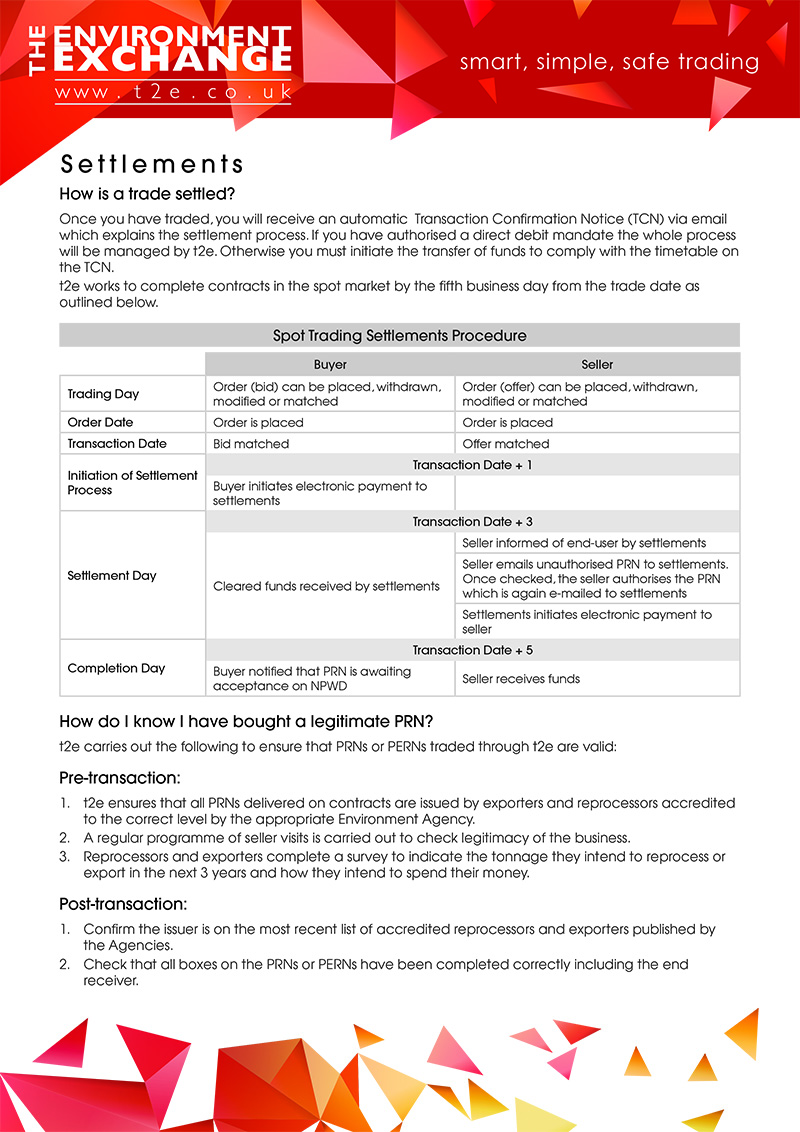 THE ENVIRONMENT
EXCHANGE
www.t2e.co.uk
smart, simple, safe trading
Settlements
How is a trade settled?
Once you have traded, you will receive an automatic Transaction Confirmation Notice (TCN) via email
which explains the settlement process. If you have authorised a direct debit mandate the whole process
will be managed by t2e. Otherwise you must initiate the transfer of funds to comply with the timetable on
the TCN.
t2e works to complete contracts in the spot market by the fifth business day from the trade date as
outlined below.
Spot Trading Settlements Procedure
Buyer Seller
Trading Day
Order (bid) can be placed, withdrawn,
modified or matched
Order (offer) can be placed, withdrawn,
modified or matched
Order Date Order is placed Order is placed
Transaction Date Bid matched Offer matched
Initiation of Settlement
Process
Transaction Date + 1
Buyer initiates electronic payment to
settlements
Settlement Day
Transaction Date + 3
Cleared funds received by settlements
Seller informed of end-user by settlements
Seller emails unauthorised PRN to settlements.
Once checked, the seller authorises the PRN
which is again e-mailed to settlements
Settlements initiates electronic payment to
seller
Completion Day
Transaction Date + 5
Buyer notified that PRN is awaiting
acceptance on NPWD
Seller receives funds
How do I know I have bought a legitimate PRN?
t2e carries out the following to ensure that PRNs or PERNs traded through t2e are valid:
Pre-transaction:
1. t2e ensures that all PRNs delivered on contracts are issued by exporters and reprocessors accredited
to the correct level by the appropriate Environment Agency.
2. A regular programme of seller visits is carried out to check legitimacy of the business.
3. Reprocessors and exporters complete a survey to indicate the tonnage they intend to reprocess or
export in the next 3 years and how they intend to spend their money.
Post-transaction:
1. Confirm the issuer is on the most recent list of accredited reprocessors and exporters published by
the Agencies.
2. Check that all boxes on the PRNs or PERNs have been completed correctly including the end
receiver.